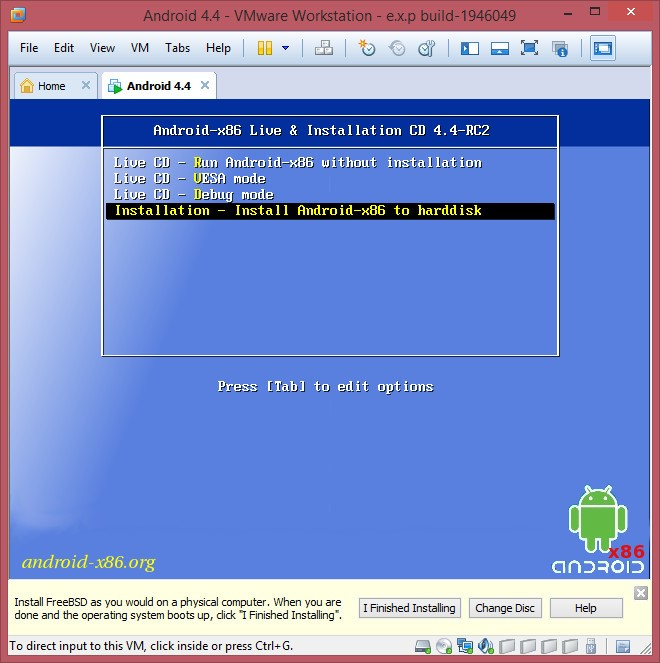 Android 4.4 - VMware Workstation - e.x.p build-1946049
File Edit View VM Tabs Help
Home Android 4.4
Android-x86 Live & Installation CD 4.4-RC2
Live CD - Run Android-x86 without installation
Live CD - VESA mode
Live CD - Debug mode
Installation - Install Android-x86 to harddisk
Press [Tab] to edit options
x86
android-x86.org
ANDROID
Install FreeBSD as you would on a physical computer. When you are
done and the operating system boots up, click "I Finished Installing".
I Finished Installing Change Disc Help
To direct input to this VM, click inside or press Ctrl+G.